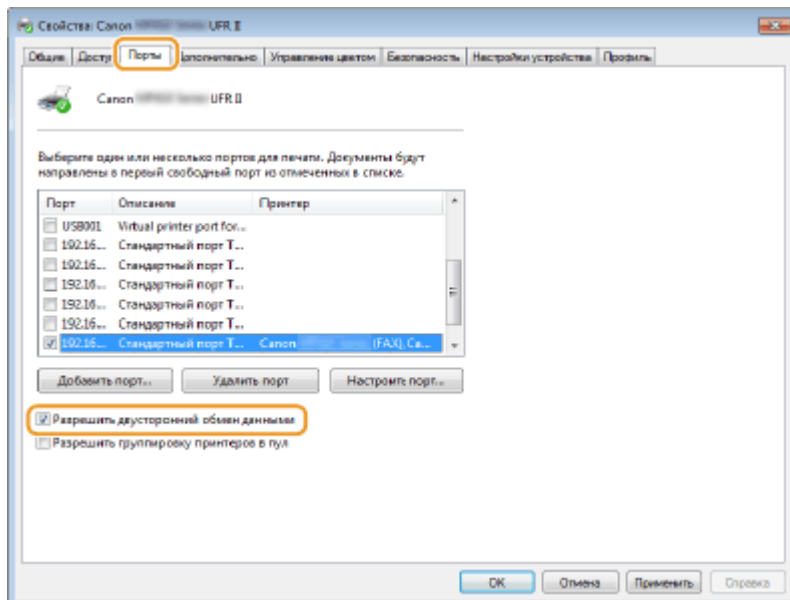 Свойства: Canon UFR II
Общие Досту Порты Дополнительно Управление цветом Безопасность Настройки устройства Профиль
Canon UFR II
Выберите один или несколько портов для печати. Документы будут
направлены в первый свободный порт из отмеченных в списке.
Порт Описание Принтер
USB001 Virtual printer port for...
192.16... Стандартный порт T...
192.16... Стандартный порт T...
192.16... Стандартный порт T...
192.16... Стандартный порт T...
192.16... Стандартный порт T...
192.16... Стандартный порт T... Canon (FAX), Ca...
Добавить порт... Удалить порт Настроить порт...
Разрешить двусторонний обмен данными
Разрешить группировку принтеров в пул
OK Отмена Применить Справка